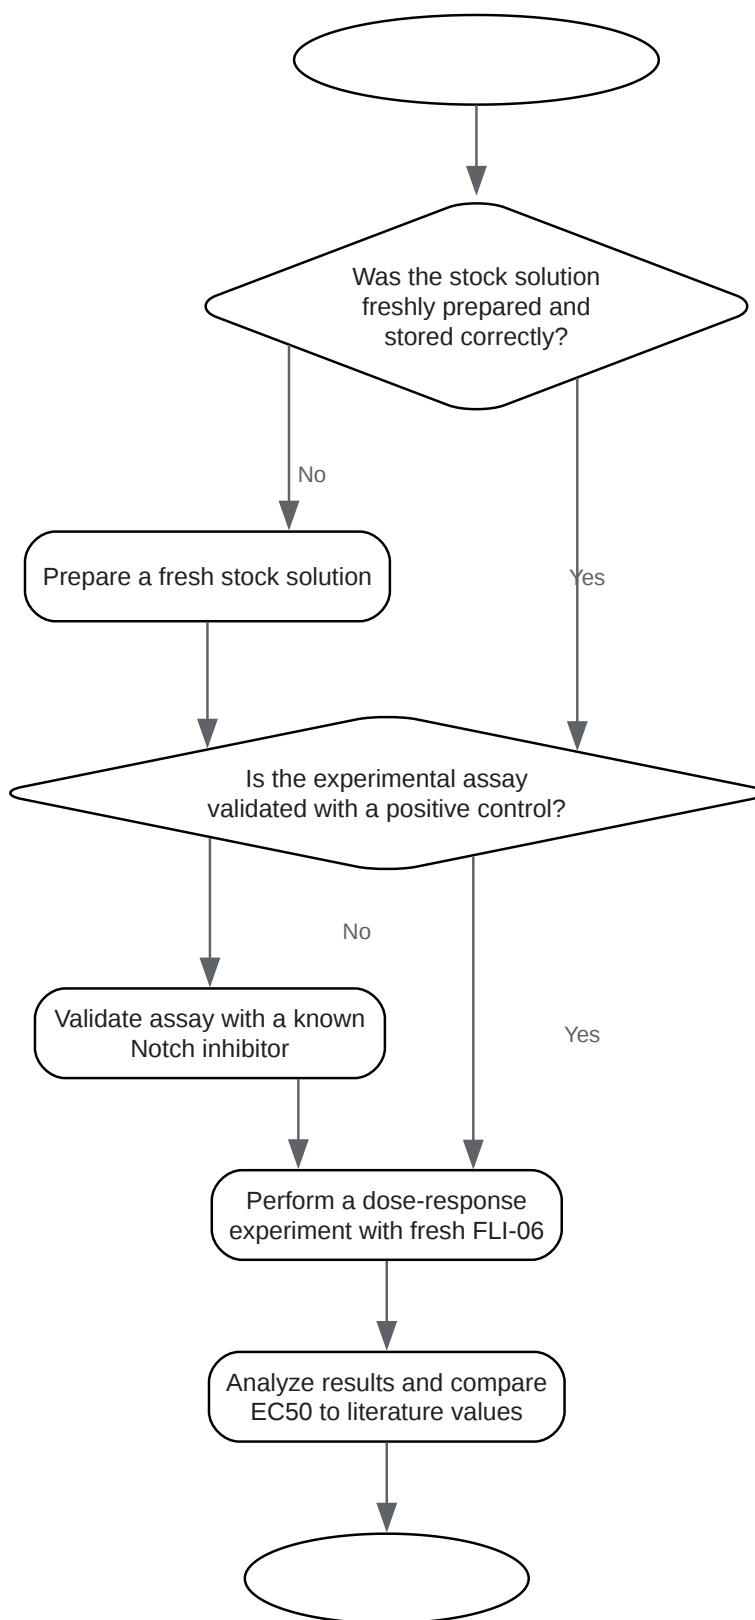 Was the stock solution
freshly prepared and
stored correctly?
No
Prepare a fresh stock solution
Yes
Is the experimental assay
validated with a positive control?
No
Validate assay with a known
Notch inhibitor
Yes
Perform a dose-response
experiment with fresh FLI-06
Analyze results and compare
EC50 to literature values